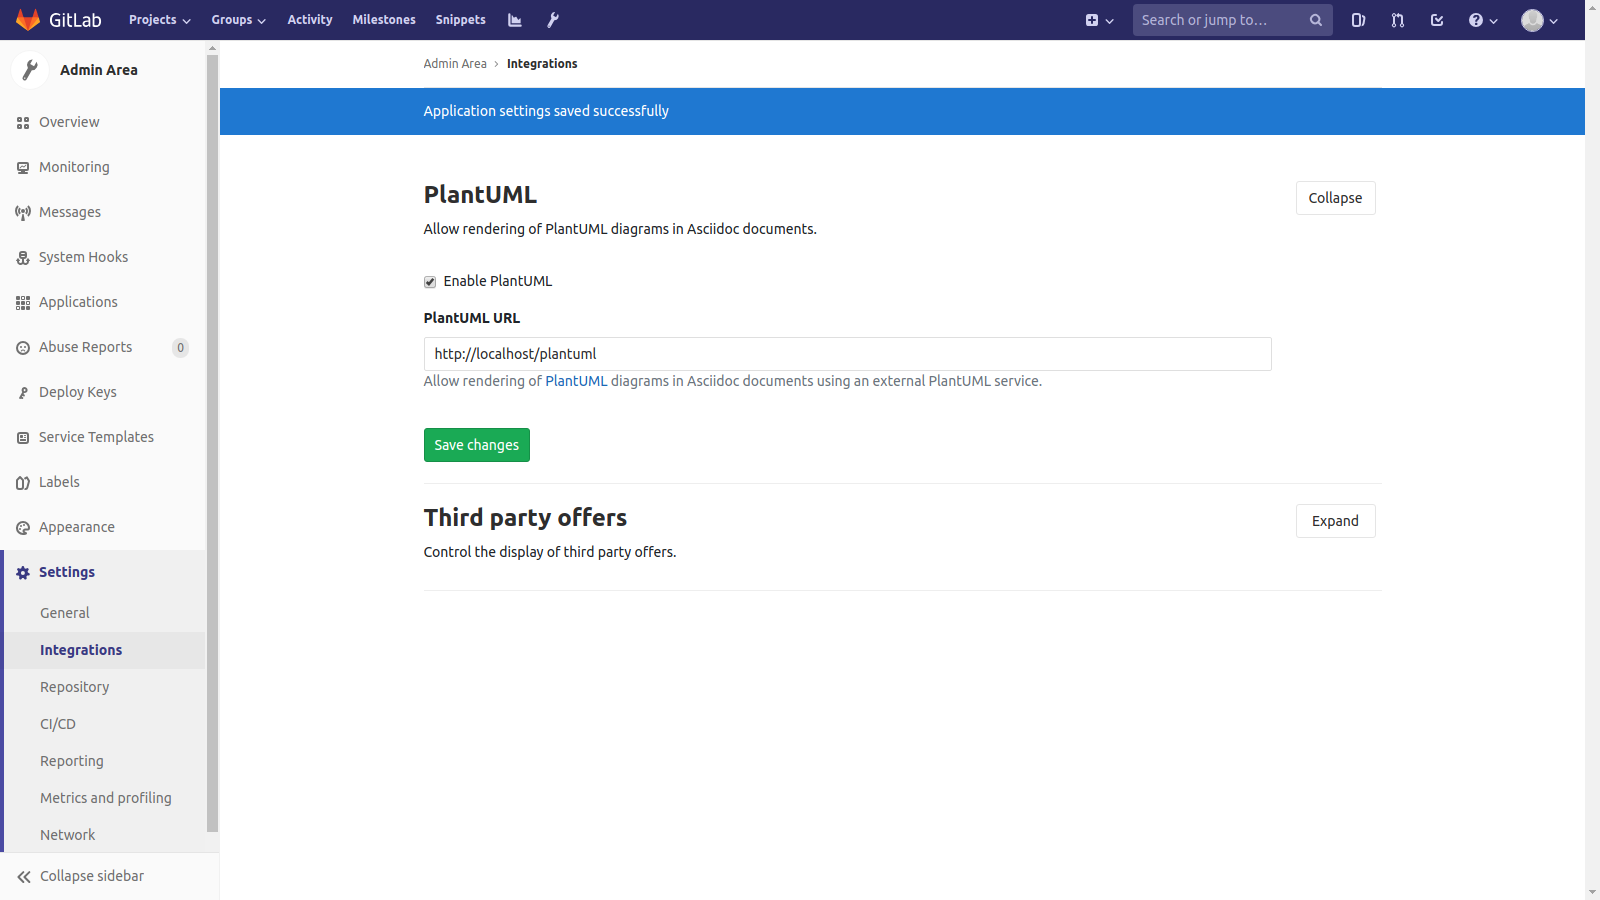 GitLab
Projects
Groups
Activity
Milestones
Snippets
Search or jump to...
Admin Area
Overview
Monitoring
Messages
System Hooks
Applications
Abuse Reports 0
Deploy Keys
Service Templates
Labels
Appearance
Settings
General
Integrations
Repository
CI/CD
Reporting
Metrics and profiling
Network
Collapse sidebar
Admin Area › Integrations
Application settings saved successfully
PlantUML
Collapse
Allow rendering of PlantUML diagrams in Asciidoc documents.
Enable PlantUML
PlantUML URL
http://localhost/plantuml
Allow rendering of PlantUML diagrams in Asciidoc documents using an external PlantUML service.
Save changes
Third party offers
Expand
Control the display of third party offers.